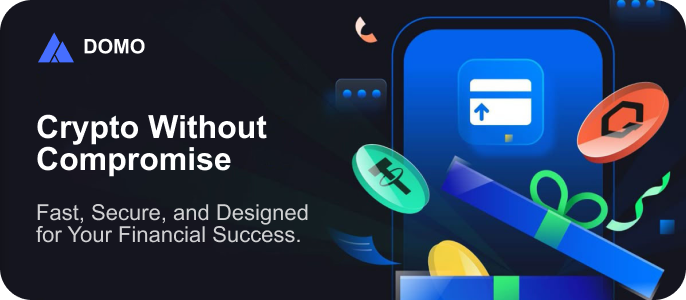 DOMO
Crypto Without
Compromise
Fast, Secure, and Designed
for Your Financial Success.